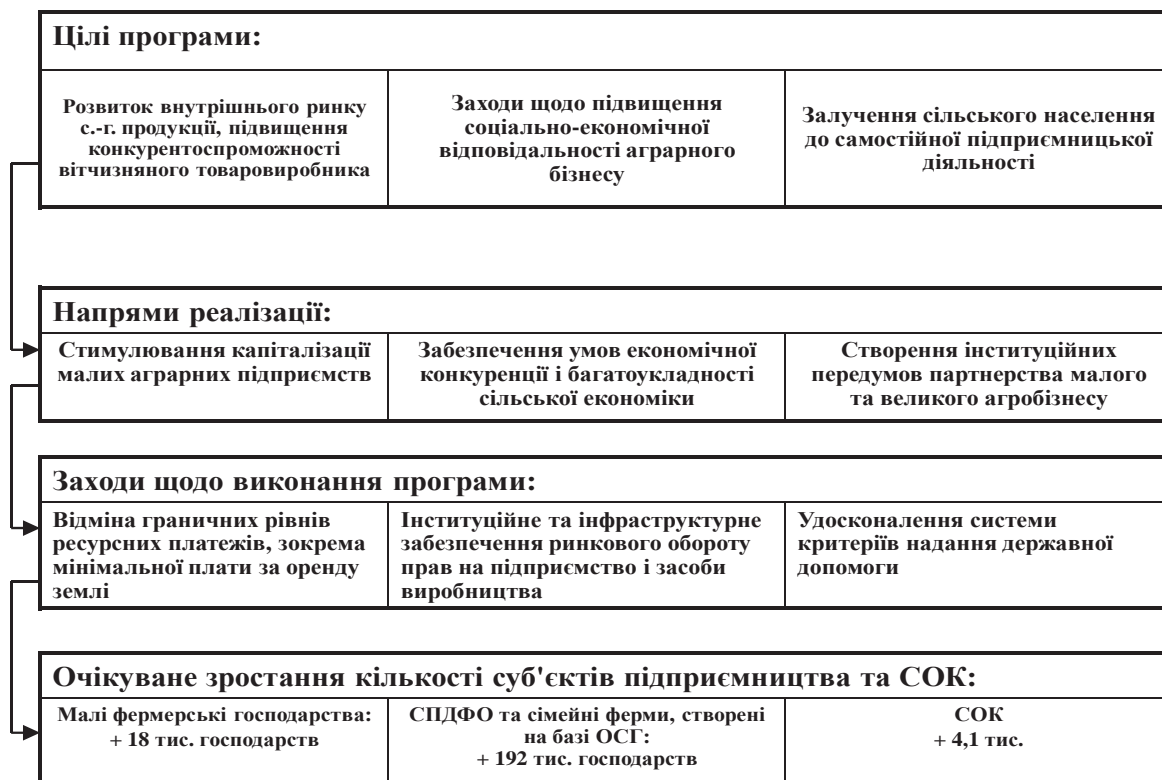 Цілі програми:
Розвиток внутрішнього ринку
с.-г. продукції, підвищення
конкурентоспроможності
вітчизняного товаровиробника
Заходи щодо підвищення
соціально-економічної
відповідальності аграрного
бізнесу
Залучення сільського населення
до самостійної підприємницької
діяльності
Напрями реалізації:
Стимулювання капіталізації
малих аграрних підприємств
Забезпечення умов економічної
конкуренції і багатоукладності
сільської економіки
Створення інституційних
передумов партнерства малого
та великого агробізнесу
Заходи щодо виконання програми:
Відміна граничних рівнів
ресурсних платежів, зокрема
мінімальної плати за оренду
землі
Інституційне та інфраструктурне
забезпечення ринкового обороту
прав на підприємство і засоби
виробництва
Удосконалення системи
критеріїв надання державної
допомоги
Очікуване зростання кількості суб'єктів підприємництва та СОК:
Малі фермерські господарства:
+ 18 тис. господарств
СПДФО та сімейні ферми, створені
на базі ОСГ:
+ 192 тис. господарств
СОК
+ 4,1 тис.